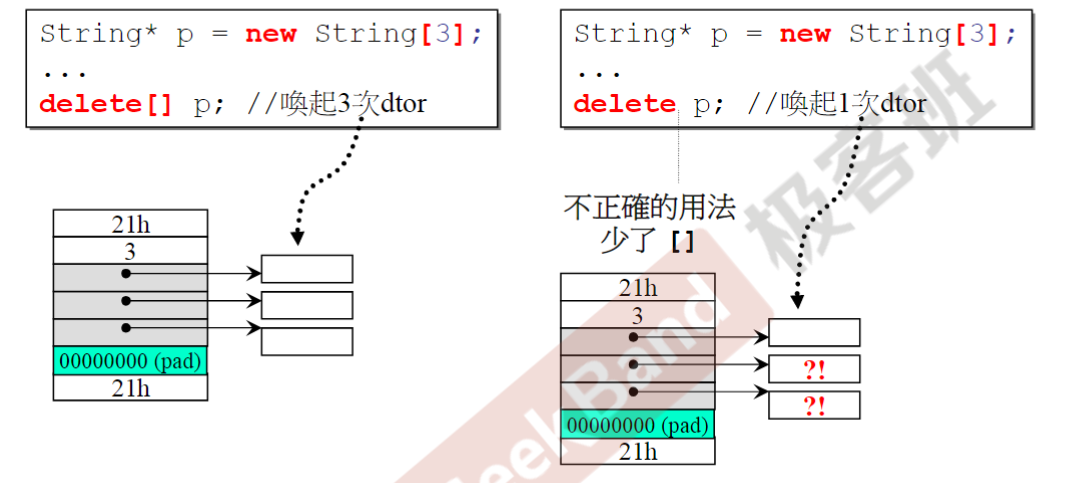 String* p = new String[3];
...
delete[] p; //喚起3次dtor
21h
3
00000000 (pad)
21h
String* p = new String[3];
...
delete p; //喚起1次dtor
不正確的用法
少了 []
21h
3
?!
?!
00000000 (pad)
21h
GeekBand
极客班